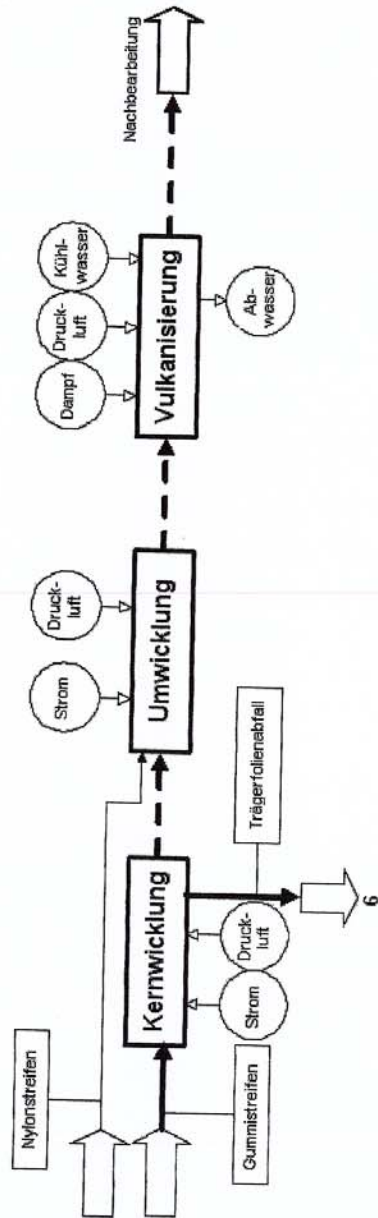 Nylonstreifen
Gummistreifen
Kernwicklung
Strom
Druck-
luft
Trägerfolienabfall
6
Strom
Druck-
luft
Umwicklung
Dampf
Druck-
luft
Kühl-
wasser
Vulkanisierung
Ab-
wasser
Nachbearbeitung